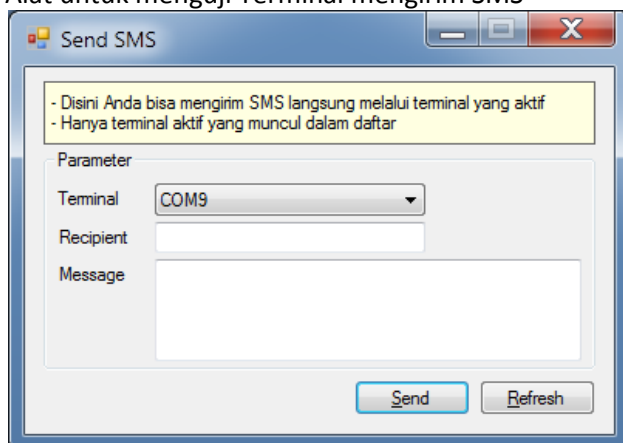 Alat untuk menguji Terminal mengirim SMS
Send SMS
- Disini Anda bisa mengirim SMS langsung melalui terminal yang aktif
- Hanya terminal aktif yang muncul dalam daftar
Parameter
Terminal COM9
Recipient
Message
Send Refresh